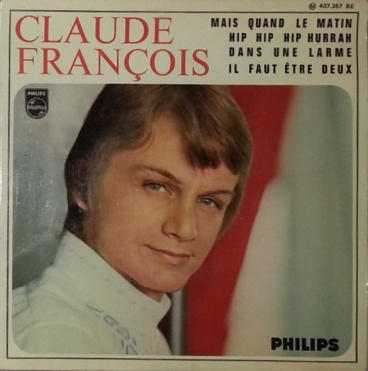 CLAUDE
FRANÇOIS
Ⓜ 437.367 BE
MAIS QUAND LE MATIN
HIP HIP HIP HURRAH
DANS UNE LARME
IL FAUT ÊTRE DEUX
PHILIPS
PHILIPS